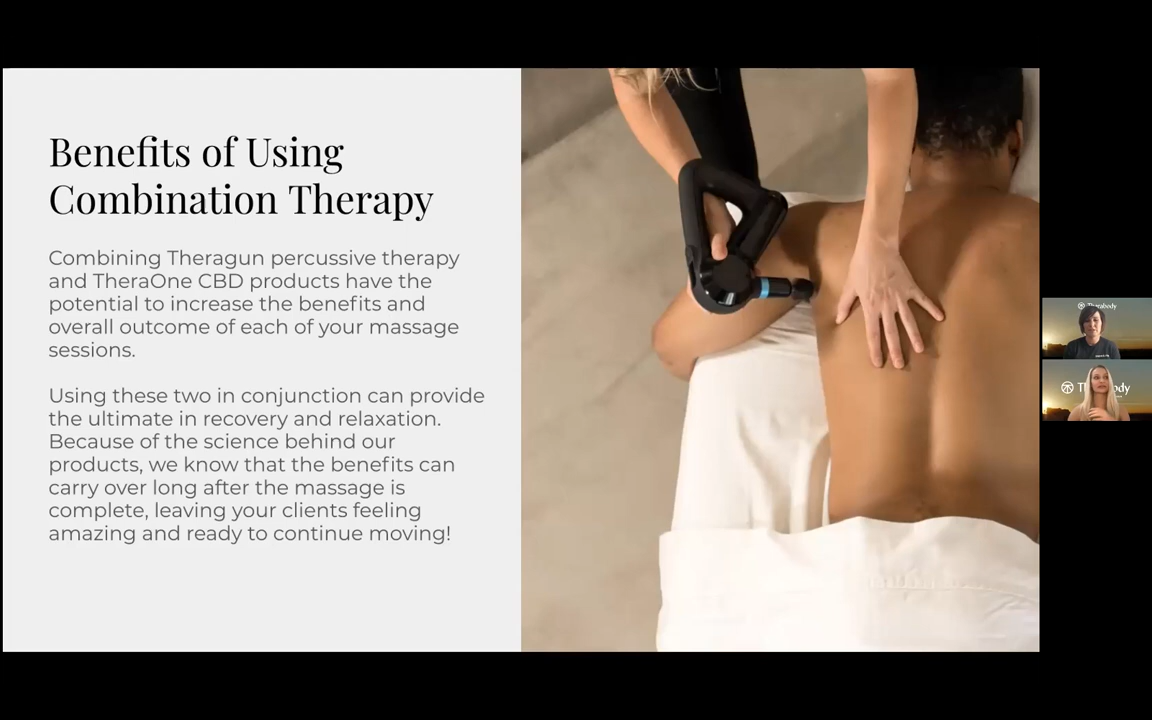 Benefits of Using
Combination Therapy
Combining Theragun percussive therapy
and TheraOne CBD products have the
potential to increase the benefits and
overall outcome of each of your massage
sessions.
Using these two in conjunction can provide
the ultimate in recovery and relaxation.
Because of the science behind our
products, we know that the benefits can
carry over long after the massage is
complete, leaving your clients feeling
amazing and ready to continue moving!